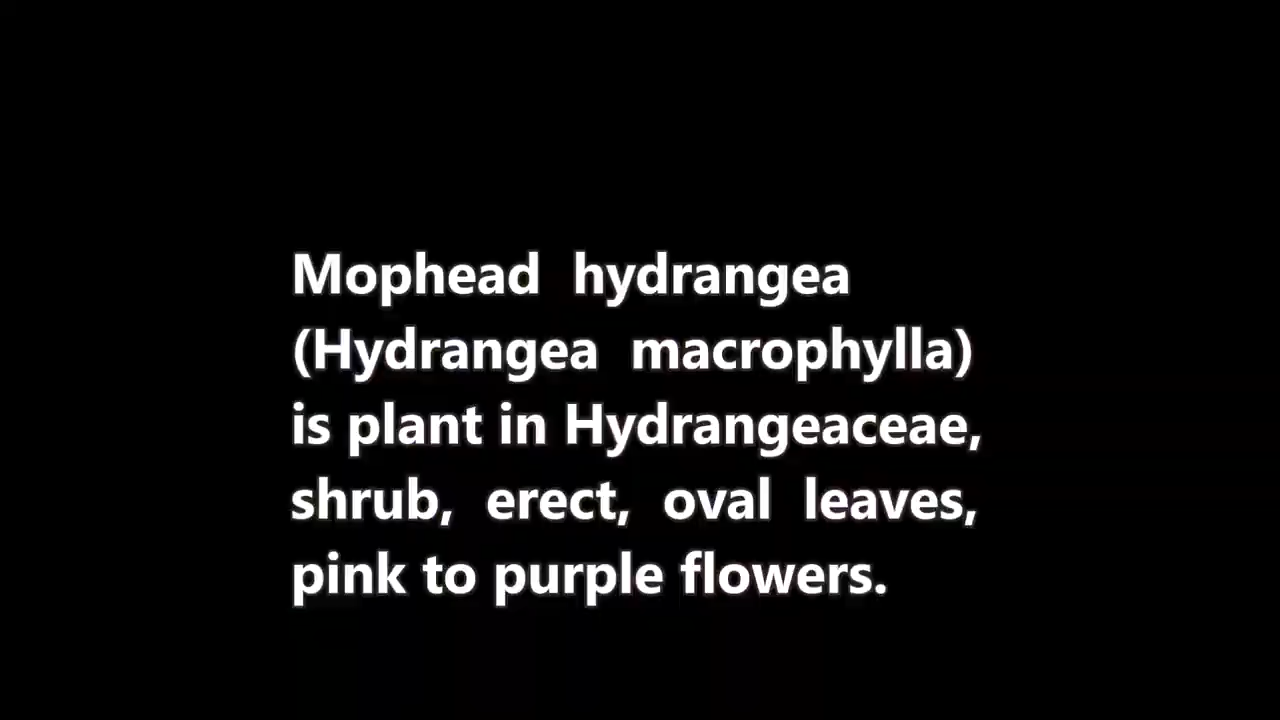 Mophead hydrangea
(Hydrangea macrophylla)
is plant in Hydrangeaceae,
shrub, erect, oval leaves,
pink to purple flowers.